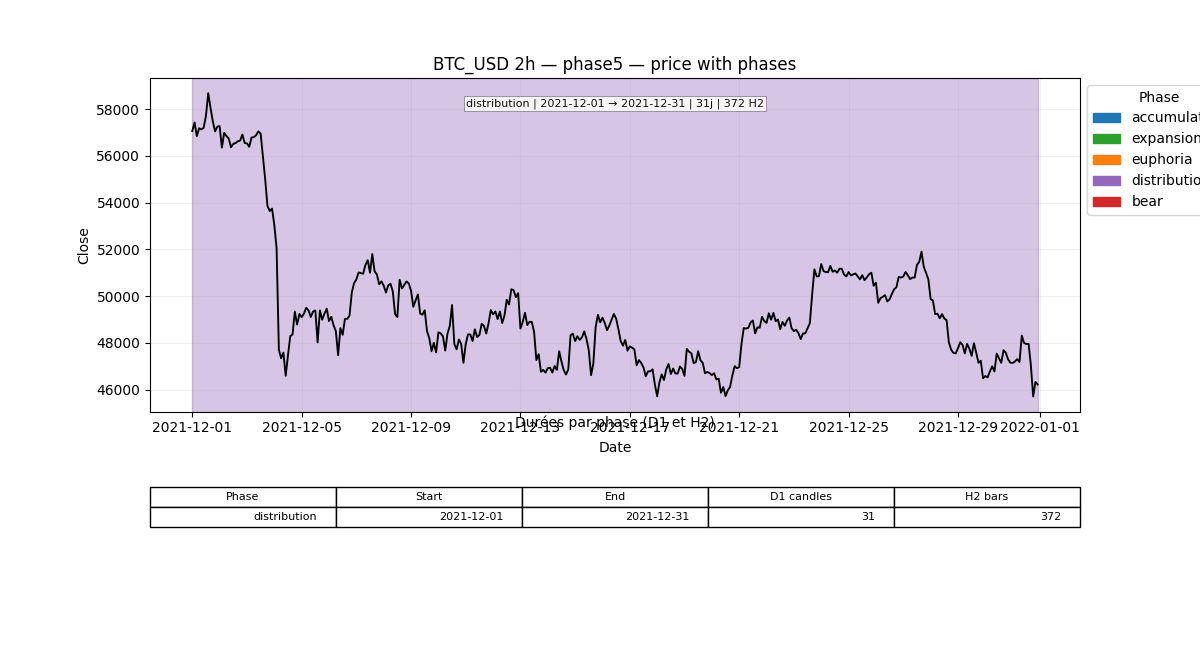 BTC_USD 2h — phase5 — price with phases
distribution | 2021-12-01 → 2021-12-31 | 31j | 372 H2
Close
58000
56000
54000
52000
50000
48000
46000
Phase
accumulat
expansion
euphoria
distributio
bear
Durées par phase (D1 et H2)
2021-12-01 2021-12-05 2021-12-09 2021-12-13 2021-12-17 2021-12-21 2021-12-25 2021-12-29 2022-01-01
Date
Phase Start End D1 candles H2 bars
distribution 2021-12-01 2021-12-31 31 372